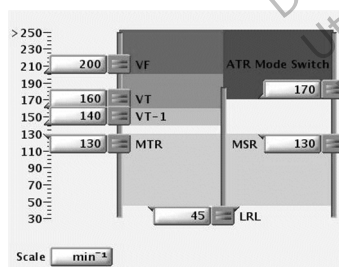 >250
230
210 200 VF ATR Mode Switch
190 170
170 160 VT
150 140 VT-1
130
110 130 MTR MSR 130
90
70
50 45 LRL
30
Scale min⁻¹